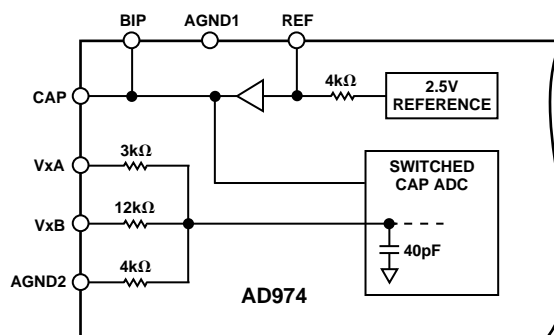 BIP
AGND1
REF
CAP
4kΩ
2.5V
REFERENCE
VxA
3kΩ
SWITCHED
CAP ADC
VxB
12kΩ
40pF
AGND2
4kΩ
AD974